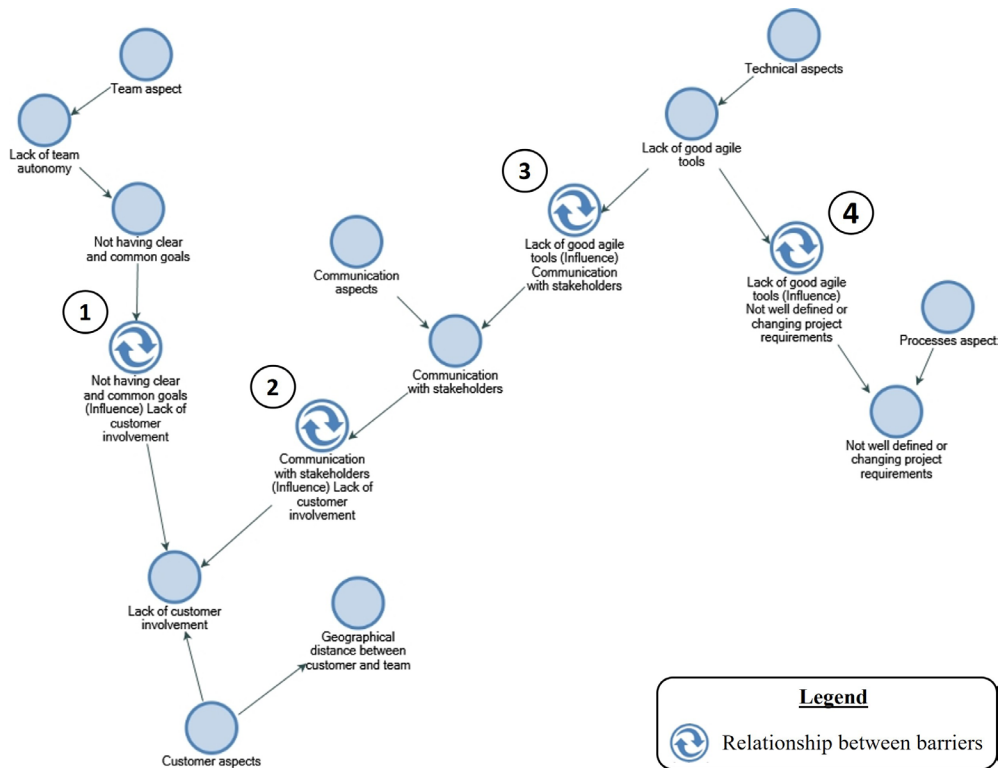 Team aspect
Lack of team
autonomy
Not having clear
and common goals
1
Not having clear
and common goals
(Influence) Lack of
customer
involvement
Communication
aspects
Communication
with stakeholders
2
Communication
with stakeholders
(Influence) Lack of
customer
involvement
Lack of customer
involvement
Geographical
distance between
customer and team
Customer aspects
Technical aspects
Lack of good agile
tools
3
Lack of good agile
tools (Influence)
Communication
with stakeholders
4
Lack of good agile
tools (Influence)
Not well defined or
changing project
requirements
Processes aspect
Not well defined or
changing project
requirements
Legend
Relationship between barriers